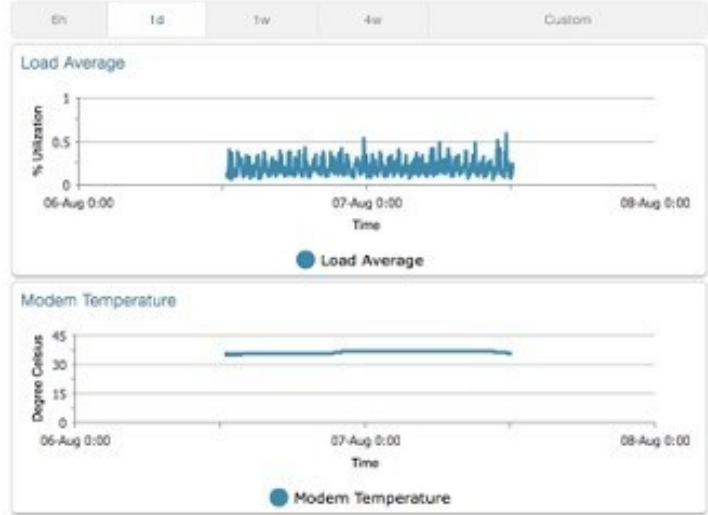 6h 1d 1w 4w Custom
Load Average
% Utilization
1
0.5
0
06-Aug 0:00 07-Aug 0:00 08-Aug 0:00
Time
Load Average
Modem Temperature
Degree Celsius
45
30
15
0
06-Aug 0:00 07-Aug 0:00 08-Aug 0:00
Time
Modem Temperature